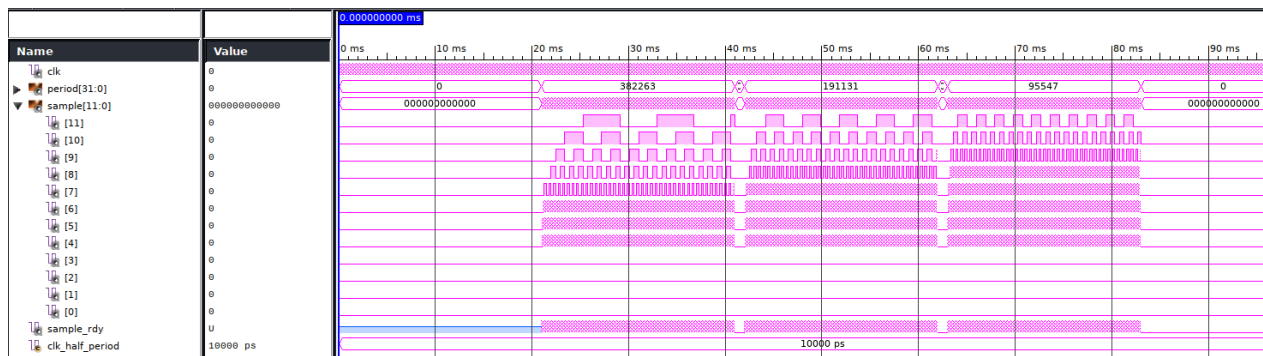 0.000000000 ms
Name Value 0 ms 10 ms 20 ms 30 ms 40 ms 50 ms 60 ms 70 ms 80 ms 90 ms
clk 0
period[31:0] 0 0 382263 191131 95547 0
sample[11:0] 000000000000 000000000000 000000000000
[11] 0
[10] 0
[9] 0
[8] 0
[7] 0
[6] 0
[5] 0
[4] 0
[3] 0
[2] 0
[1] 0
[0] 0
sample_rdy U
clk_half_period 10000 ps 10000 ps